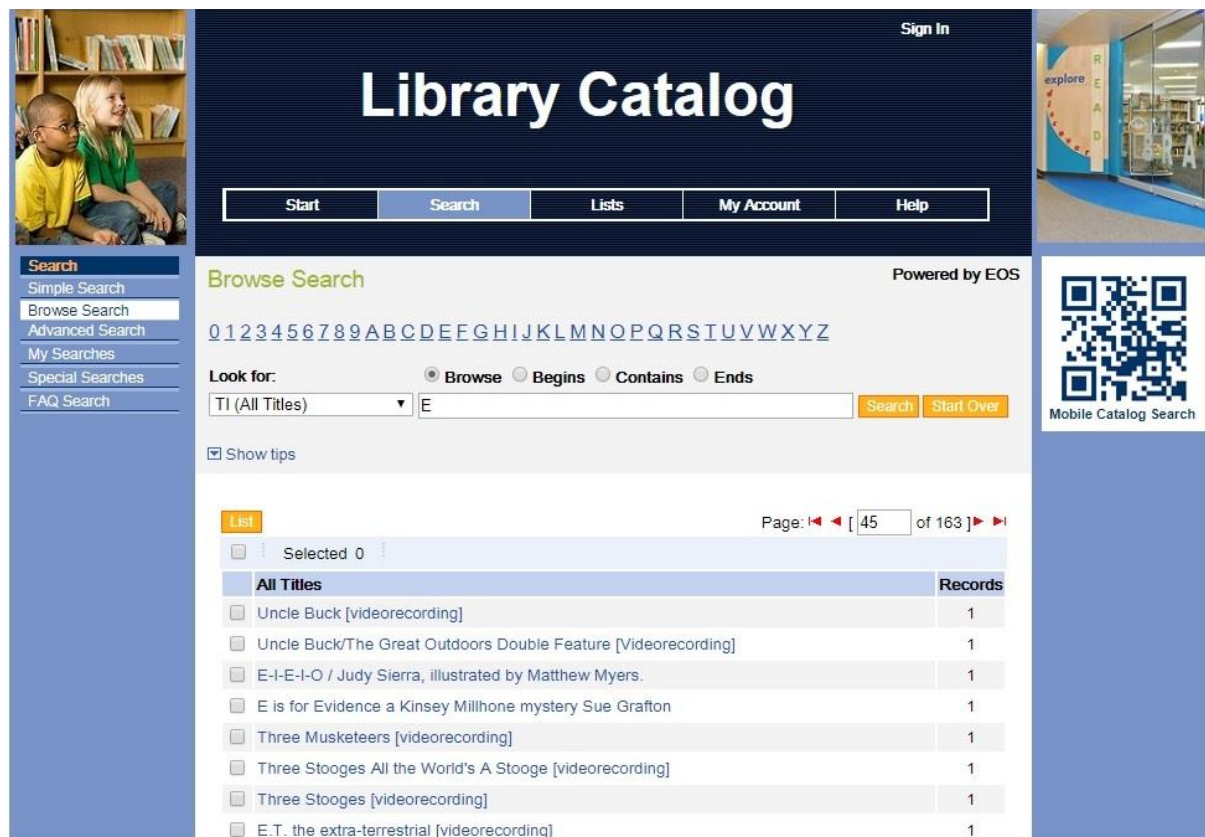 Sign In
Library Catalog
Start Search Lists My Account Help
explore
READ
discover
BRA
Search
Simple Search
Browse Search
Advanced Search
My Searches
Special Searches
FAQ Search
Browse Search
Powered by EOS
0 1 2 3 4 5 6 7 8 9 A B C D E F G H I J K L M N O P Q R S T U V W X Y Z
Look for: Browse Begins Contains Ends
TI (All Titles) E Search Start Over
Show tips
Mobile Catalog Search
List Page: [ 45 of 163 ]
Selected 0
All Titles Records
Uncle Buck [videorecording] 1
Uncle Buck/The Great Outdoors Double Feature [Videorecording] 1
E-I-E-I-O / Judy Sierra, illustrated by Matthew Myers. 1
E is for Evidence a Kinsey Millhone mystery Sue Grafton 1
Three Musketeers [videorecording] 1
Three Stooges All the World's A Stooge [videorecording] 1
Three Stooges [videorecording] 1
E.T. the extra-terrestrial [videorecording] 1